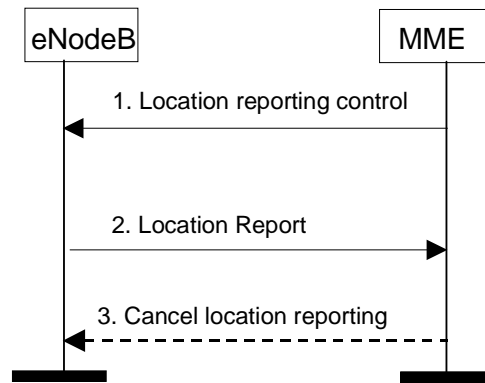 eNodeB
MME
1. Location reporting control
2. Location Report
3. Cancel location reporting